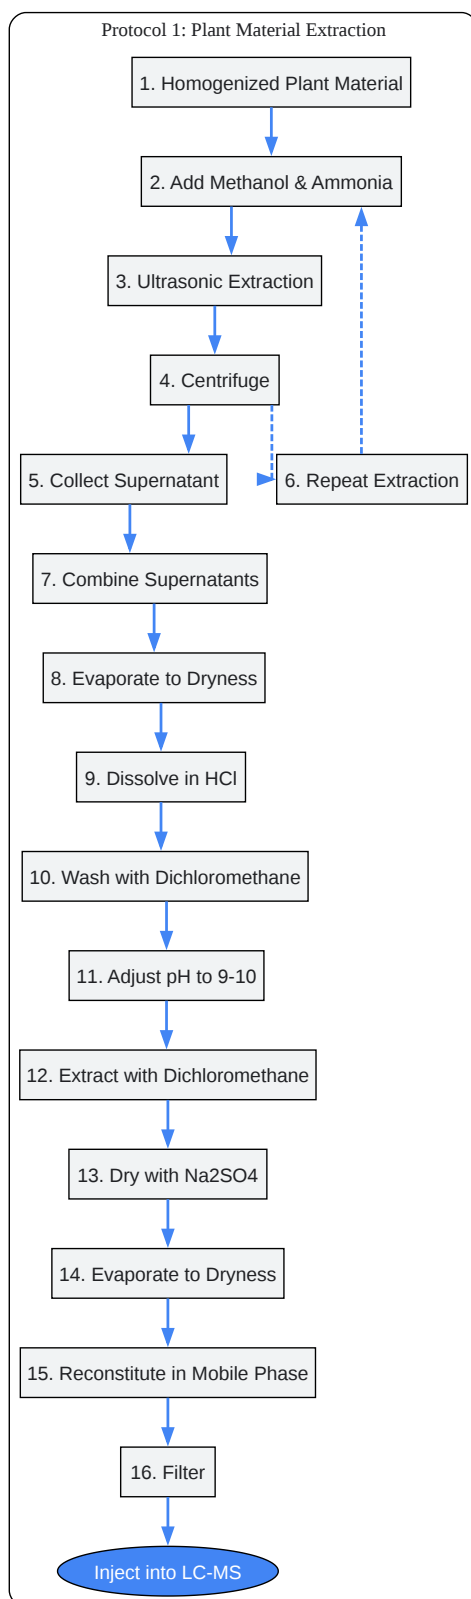 Protocol 1: Plant Material Extraction
1. Homogenized Plant Material
2. Add Methanol & Ammonia
3. Ultrasonic Extraction
4. Centrifuge
5. Collect Supernatant
6. Repeat Extraction
7. Combine Supernatants
8. Evaporate to Dryness
9. Dissolve in HCl
10. Wash with Dichloromethane
11. Adjust pH to 9-10
12. Extract with Dichloromethane
13. Dry with Na2SO4
14. Evaporate to Dryness
15. Reconstitute in Mobile Phase
16. Filter
Inject into LC-MS